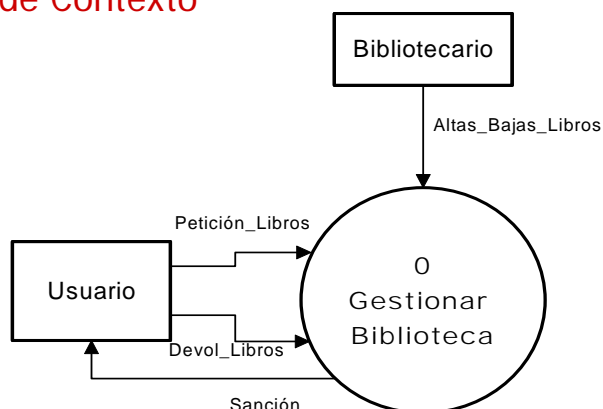 de Contexto
Bibliotecario
Altas_Bajas_Libros
Petición_Libros
Usuario
0
Gestionar
Biblioteca
Devol_Libros
Sanción